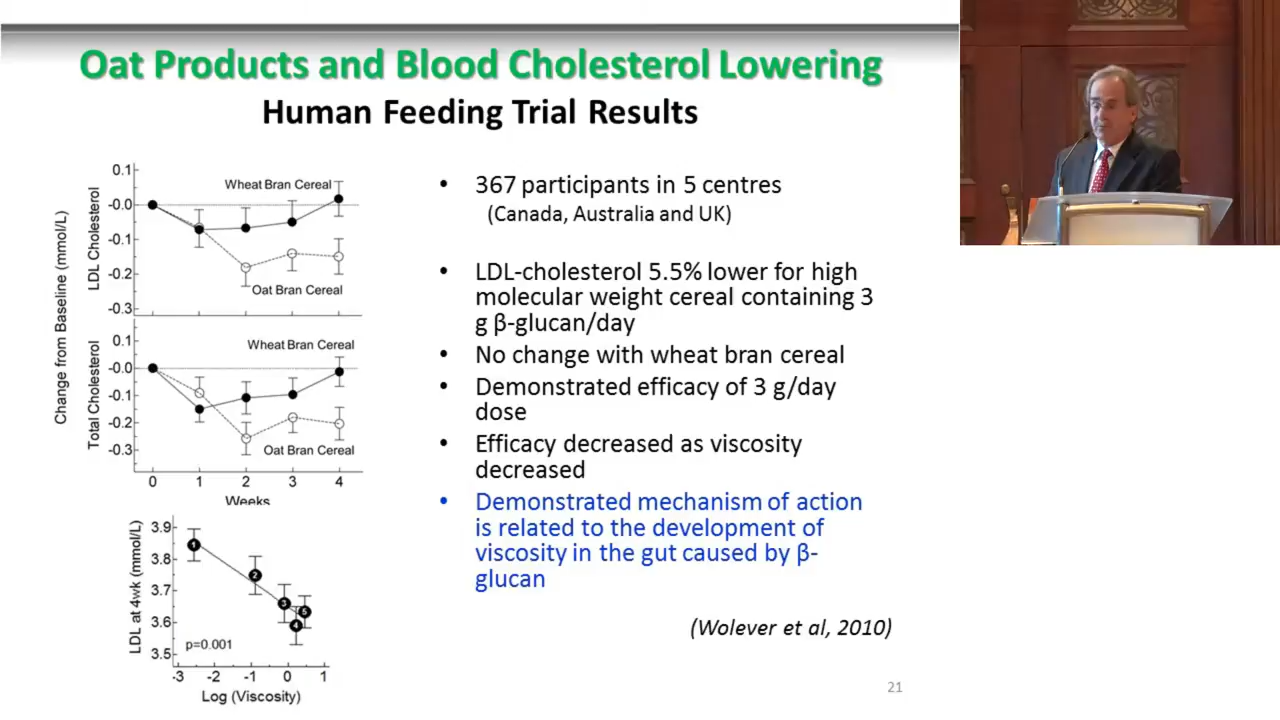 Oat Products and Blood Cholesterol Lowering
Human Feeding Trial Results
Change from Baseline (mmol/L)
LDL Cholesterol
0.1
-0.0
-0.1
-0.2
-0.3
Wheat Bran Cereal
Oat Bran Cereal
Total Cholesterol
0.1
-0.0
-0.1
-0.2
-0.3
Wheat Bran Cereal
Oat Bran Cereal
0 1 2 3 4
Weeks
LDL at 4wk (mmol/L)
3.9
3.8
3.7
3.6
3.5
1
2
3
4
5
p=0.001
-3 -2 -1 0 1
Log (Viscosity)
• 367 participants in 5 centres
(Canada, Australia and UK)
• LDL-cholesterol 5.5% lower for high
molecular weight cereal containing 3
g β-glucan/day
• No change with wheat bran cereal
• Demonstrated efficacy of 3 g/day
dose
• Efficacy decreased as viscosity
decreased
• Demonstrated mechanism of action
is related to the development of
viscosity in the gut caused by β-
glucan
(Wolever et al, 2010)
21